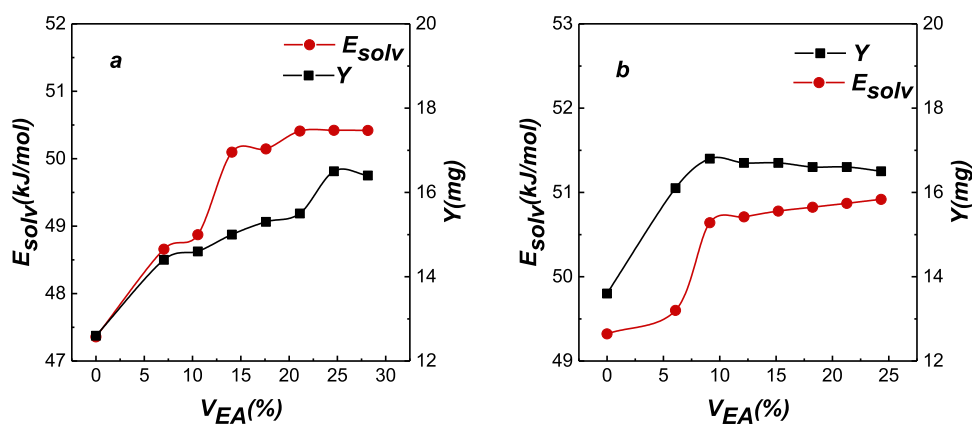 a
E_solv
Y
52
51
50
49
48
47
20
18
16
14
12
0 5 10 15 20 25 30
E_solv(kJ/mol)
Y(mg)
V_EA(%)
b
Y
E_solv
53
52
51
50
49
20
18
16
14
12
0 5 10 15 20 25
E_solv(kJ/mol)
Y(mg)
V_EA(%)